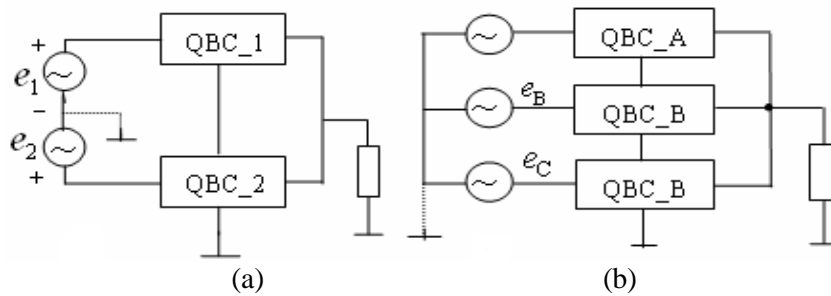 +
e1
−
e2
+
QBC_1
QBC_2
(a)
QBC_A
eB
QBC_B
eC
QBC_B
(b)